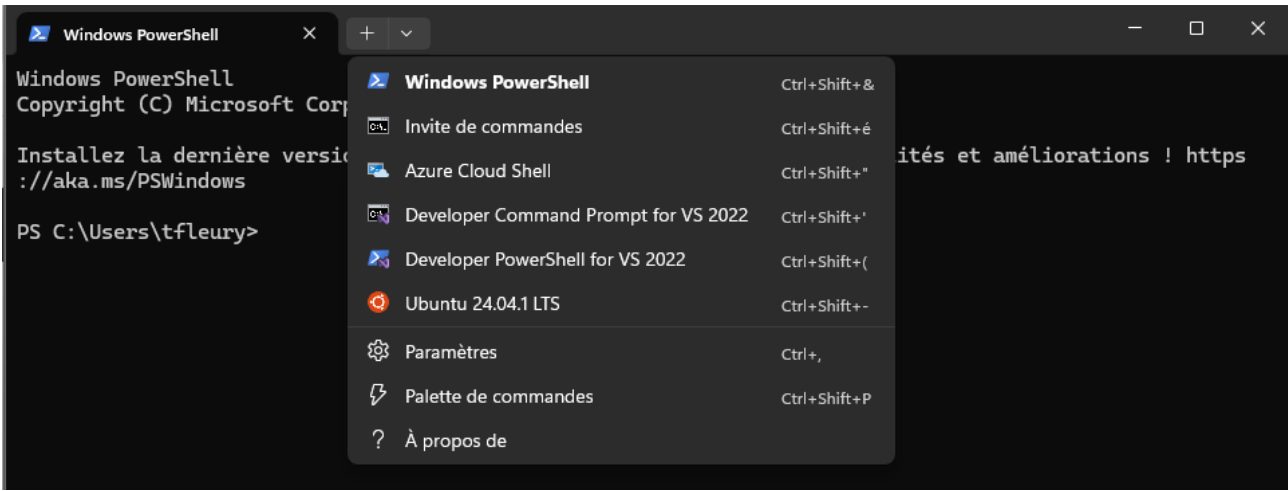 Windows PowerShell
Windows PowerShell
Copyright (C) Microsoft Corp
Installez la dernière versio
ités et améliorations ! https
://aka.ms/PSWindows
PS C:\Users\tfleury>
Windows PowerShell Ctrl+Shift+&
Invite de commandes Ctrl+Shift+é
Azure Cloud Shell Ctrl+Shift+"
Developer Command Prompt for VS 2022 Ctrl+Shift+'
Developer PowerShell for VS 2022 Ctrl+Shift+(
Ubuntu 24.04.1 LTS Ctrl+Shift+-
Paramètres Ctrl+,
Palette de commandes Ctrl+Shift+P
À propos de